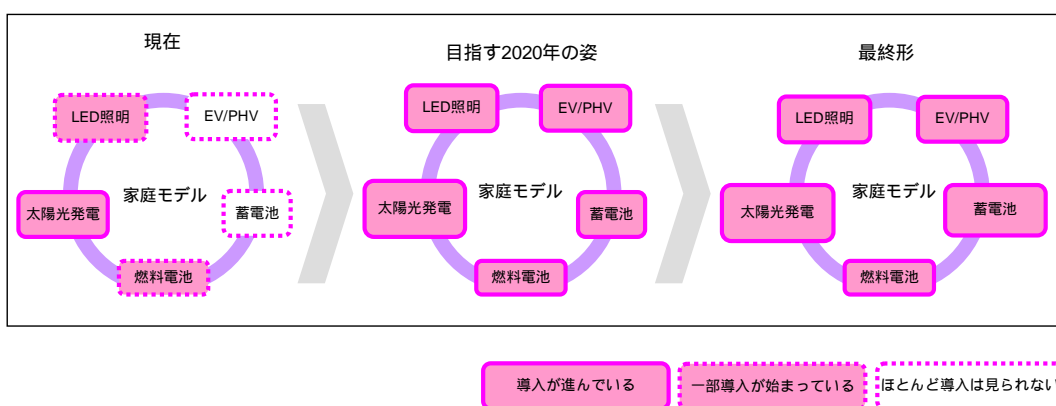 現在
LED照明
EV/PHV
家庭モデル
太陽光発電
蓄電池
燃料電池
目指す2020年の姿
LED照明
EV/PHV
家庭モデル
太陽光発電
蓄電池
燃料電池
最終形
LED照明
EV/PHV
家庭モデル
太陽光発電
蓄電池
燃料電池
導入が進んでいる
一部導入が始まっている
ほとんど導入は見られない